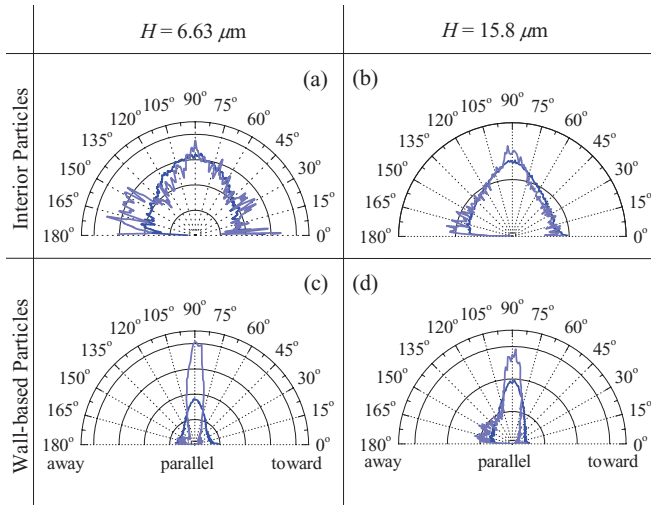 H = 6.63 μm
H = 15.8 μm
Interior Particles
(a)
180° 165° 150° 135° 120° 105° 90° 75° 60° 45° 30° 15° 0°
(b)
180° 165° 150° 135° 120° 105° 90° 75° 60° 45° 30° 15° 0°
Wall-based Particles
(c)
180° 165° 150° 135° 120° 105° 90° 75° 60° 45° 30° 15° 0°
away parallel toward
(d)
180° 165° 150° 135° 120° 105° 90° 75° 60° 45° 30° 15° 0°
away parallel toward